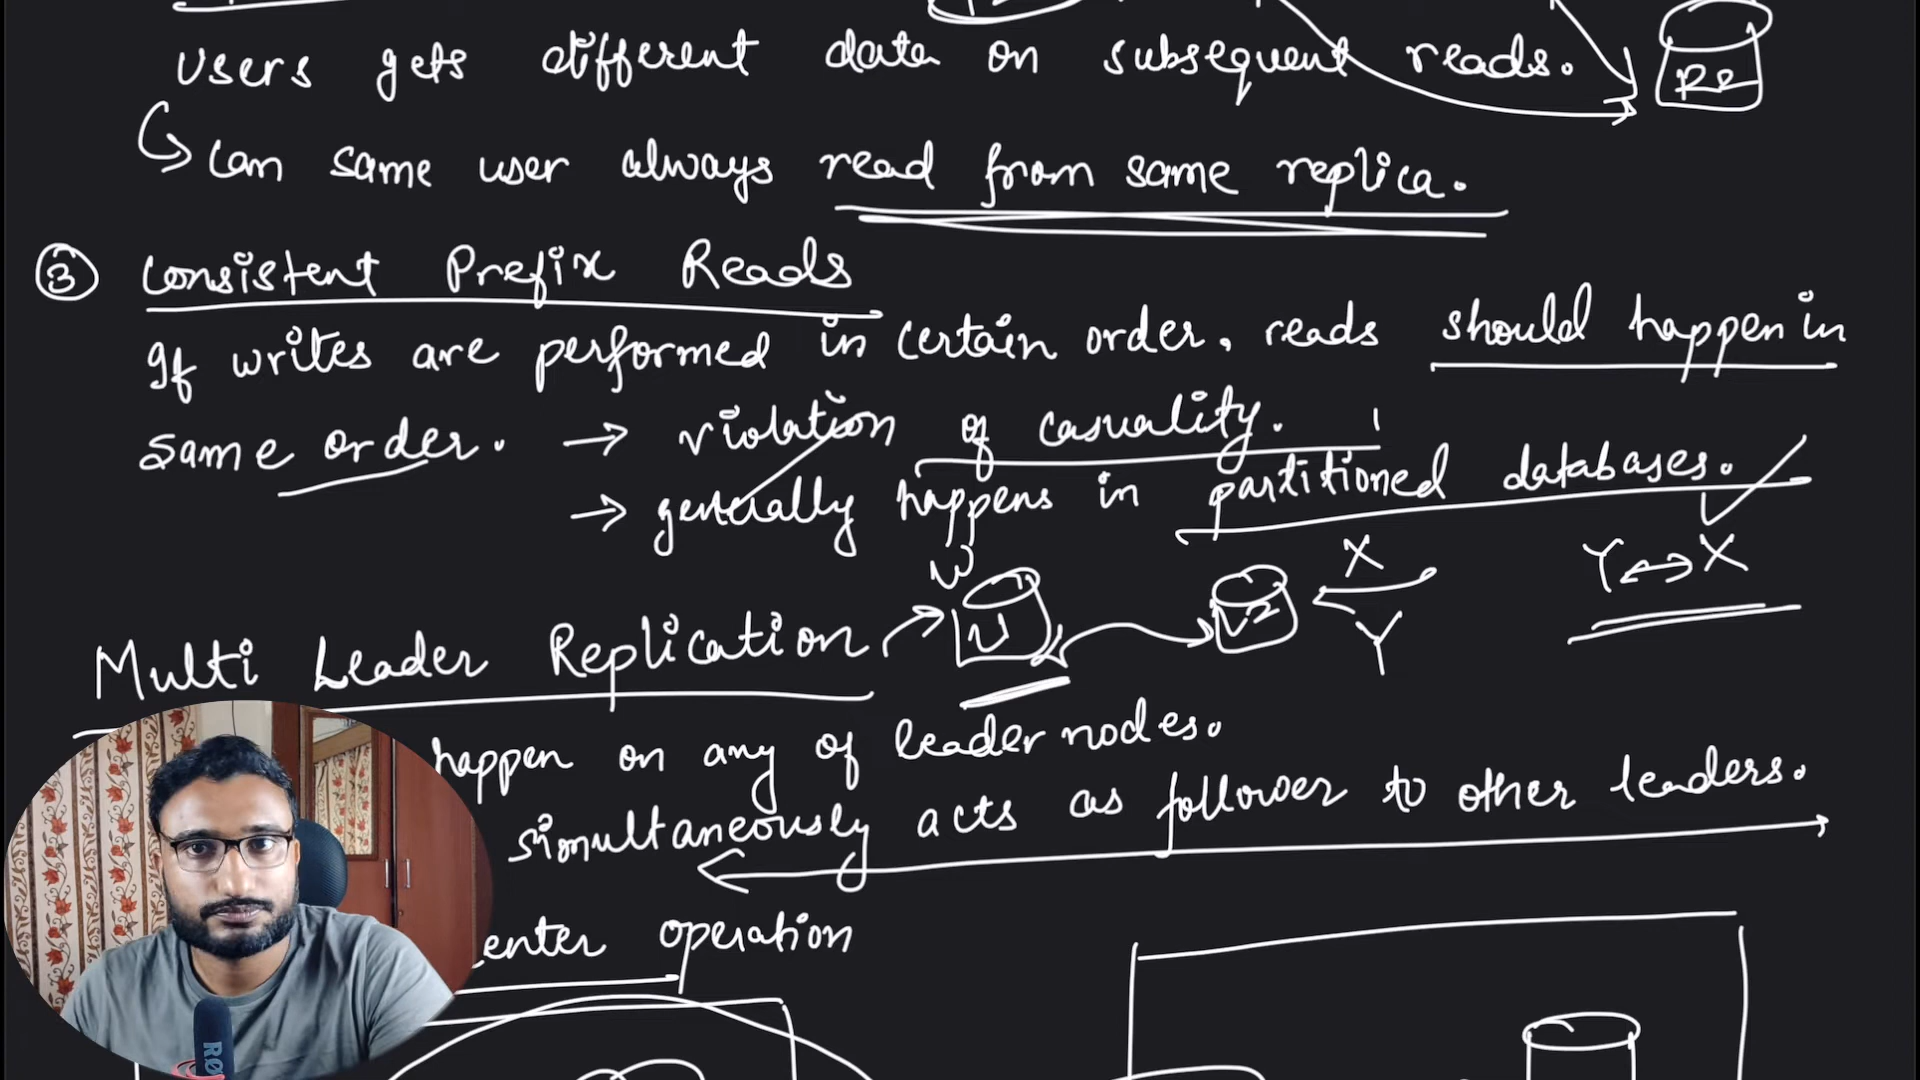 users gets different data on subsequent reads.
R2
can same user always read from same replica.
3 Consistent Prefix Reads
If writes are performed in certain order, reads should happen in
same order. → violation of casuality.
→ generally happens in partitioned databases.
W
X
Y ↔ X
Multi Leader Replication
Y
happen on any of leader nodes.
simultaneously acts as follower to other leaders.
enter operation